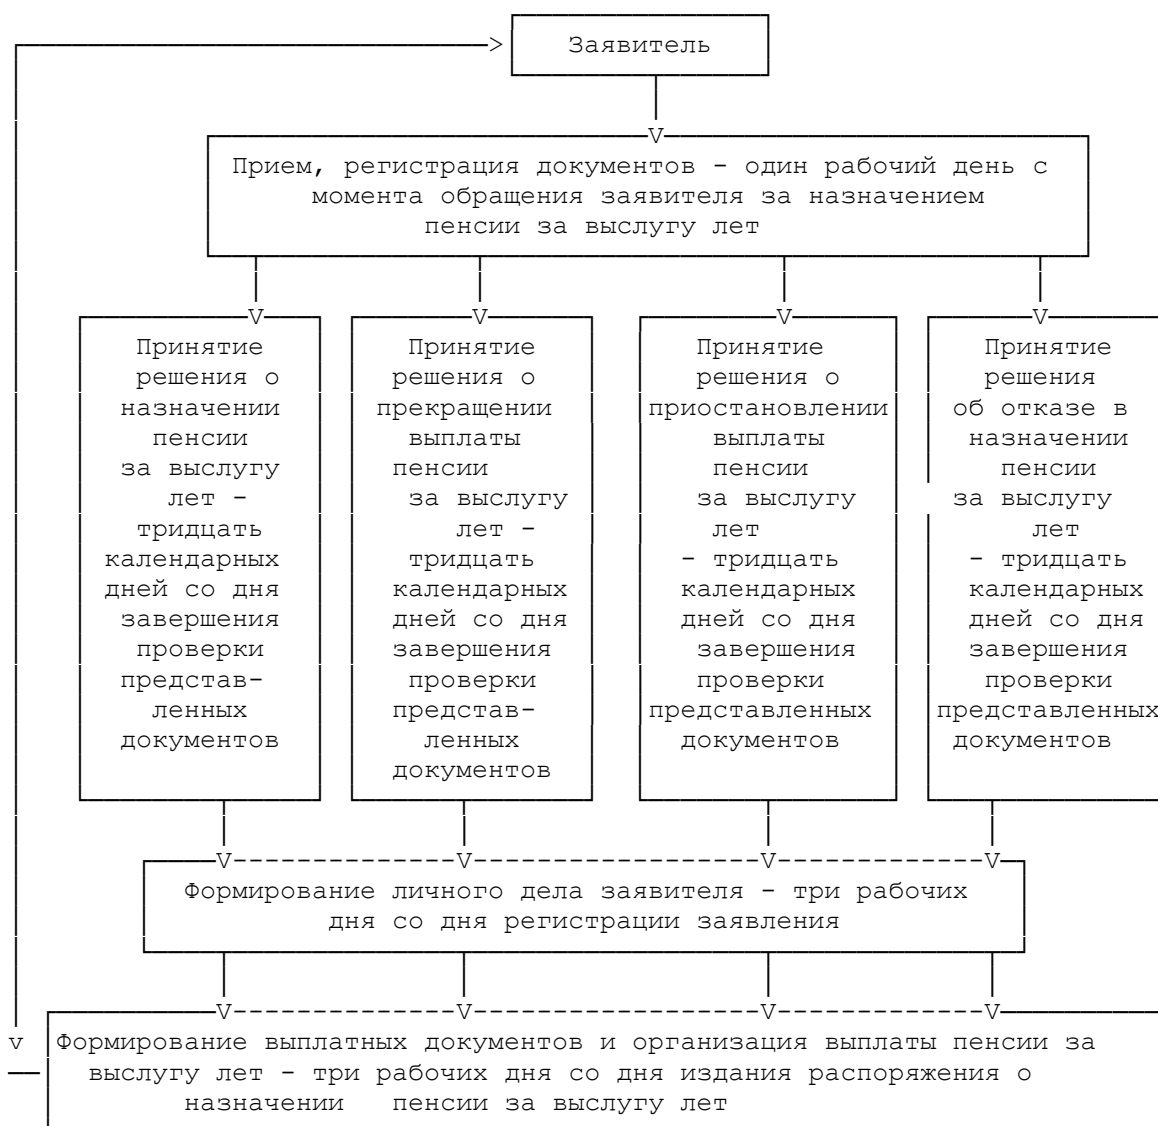 Заявитель
Прием, регистрация документов - один рабочий день с
момента обращения заявителя за назначением
пенсии за выслугу лет
Принятие
решения о
назначении
пенсии
за выслугу
лет -
тридцать
календарных
дней со дня
завершения
проверки
представ-
ленных
документов
Принятие
решения о
прекращении
выплаты
пенсии
за выслугу
лет -
тридцать
календарных
дней со дня
завершения
проверки
представ-
ленных
документов
Принятие
решения о
приостановлении
выплаты
пенсии
за выслугу
лет
- тридцать
календарных
дней со дня
завершения
проверки
представленных
документов
Принятие
решения
об отказе в
назначении
пенсии
за выслугу
лет
- тридцать
календарных
дней со дня
завершения
проверки
представленных
документов
Формирование личного дела заявителя - три рабочих
дня со дня регистрации заявления
Формирование выплатных документов и организация выплаты пенсии за
выслугу лет - три рабочих дня со дня издания распоряжения о
назначении пенсии за выслугу лет